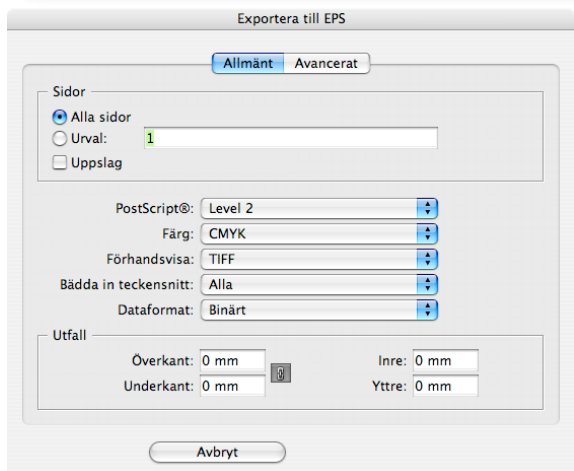 Exportera till EPS
Allmänt Avancerat
Sidor
Alla sidor
Urval: 1
Uppslag
PostScript®: Level 2
Färg: CMYK
Förhandsvisa: TIFF
Bädda in teckensnitt: Alla
Dataformat: Binärt
Utfall
Överkant: 0 mm Inre: 0 mm
Underkant: 0 mm Yttre: 0 mm
Avbryt